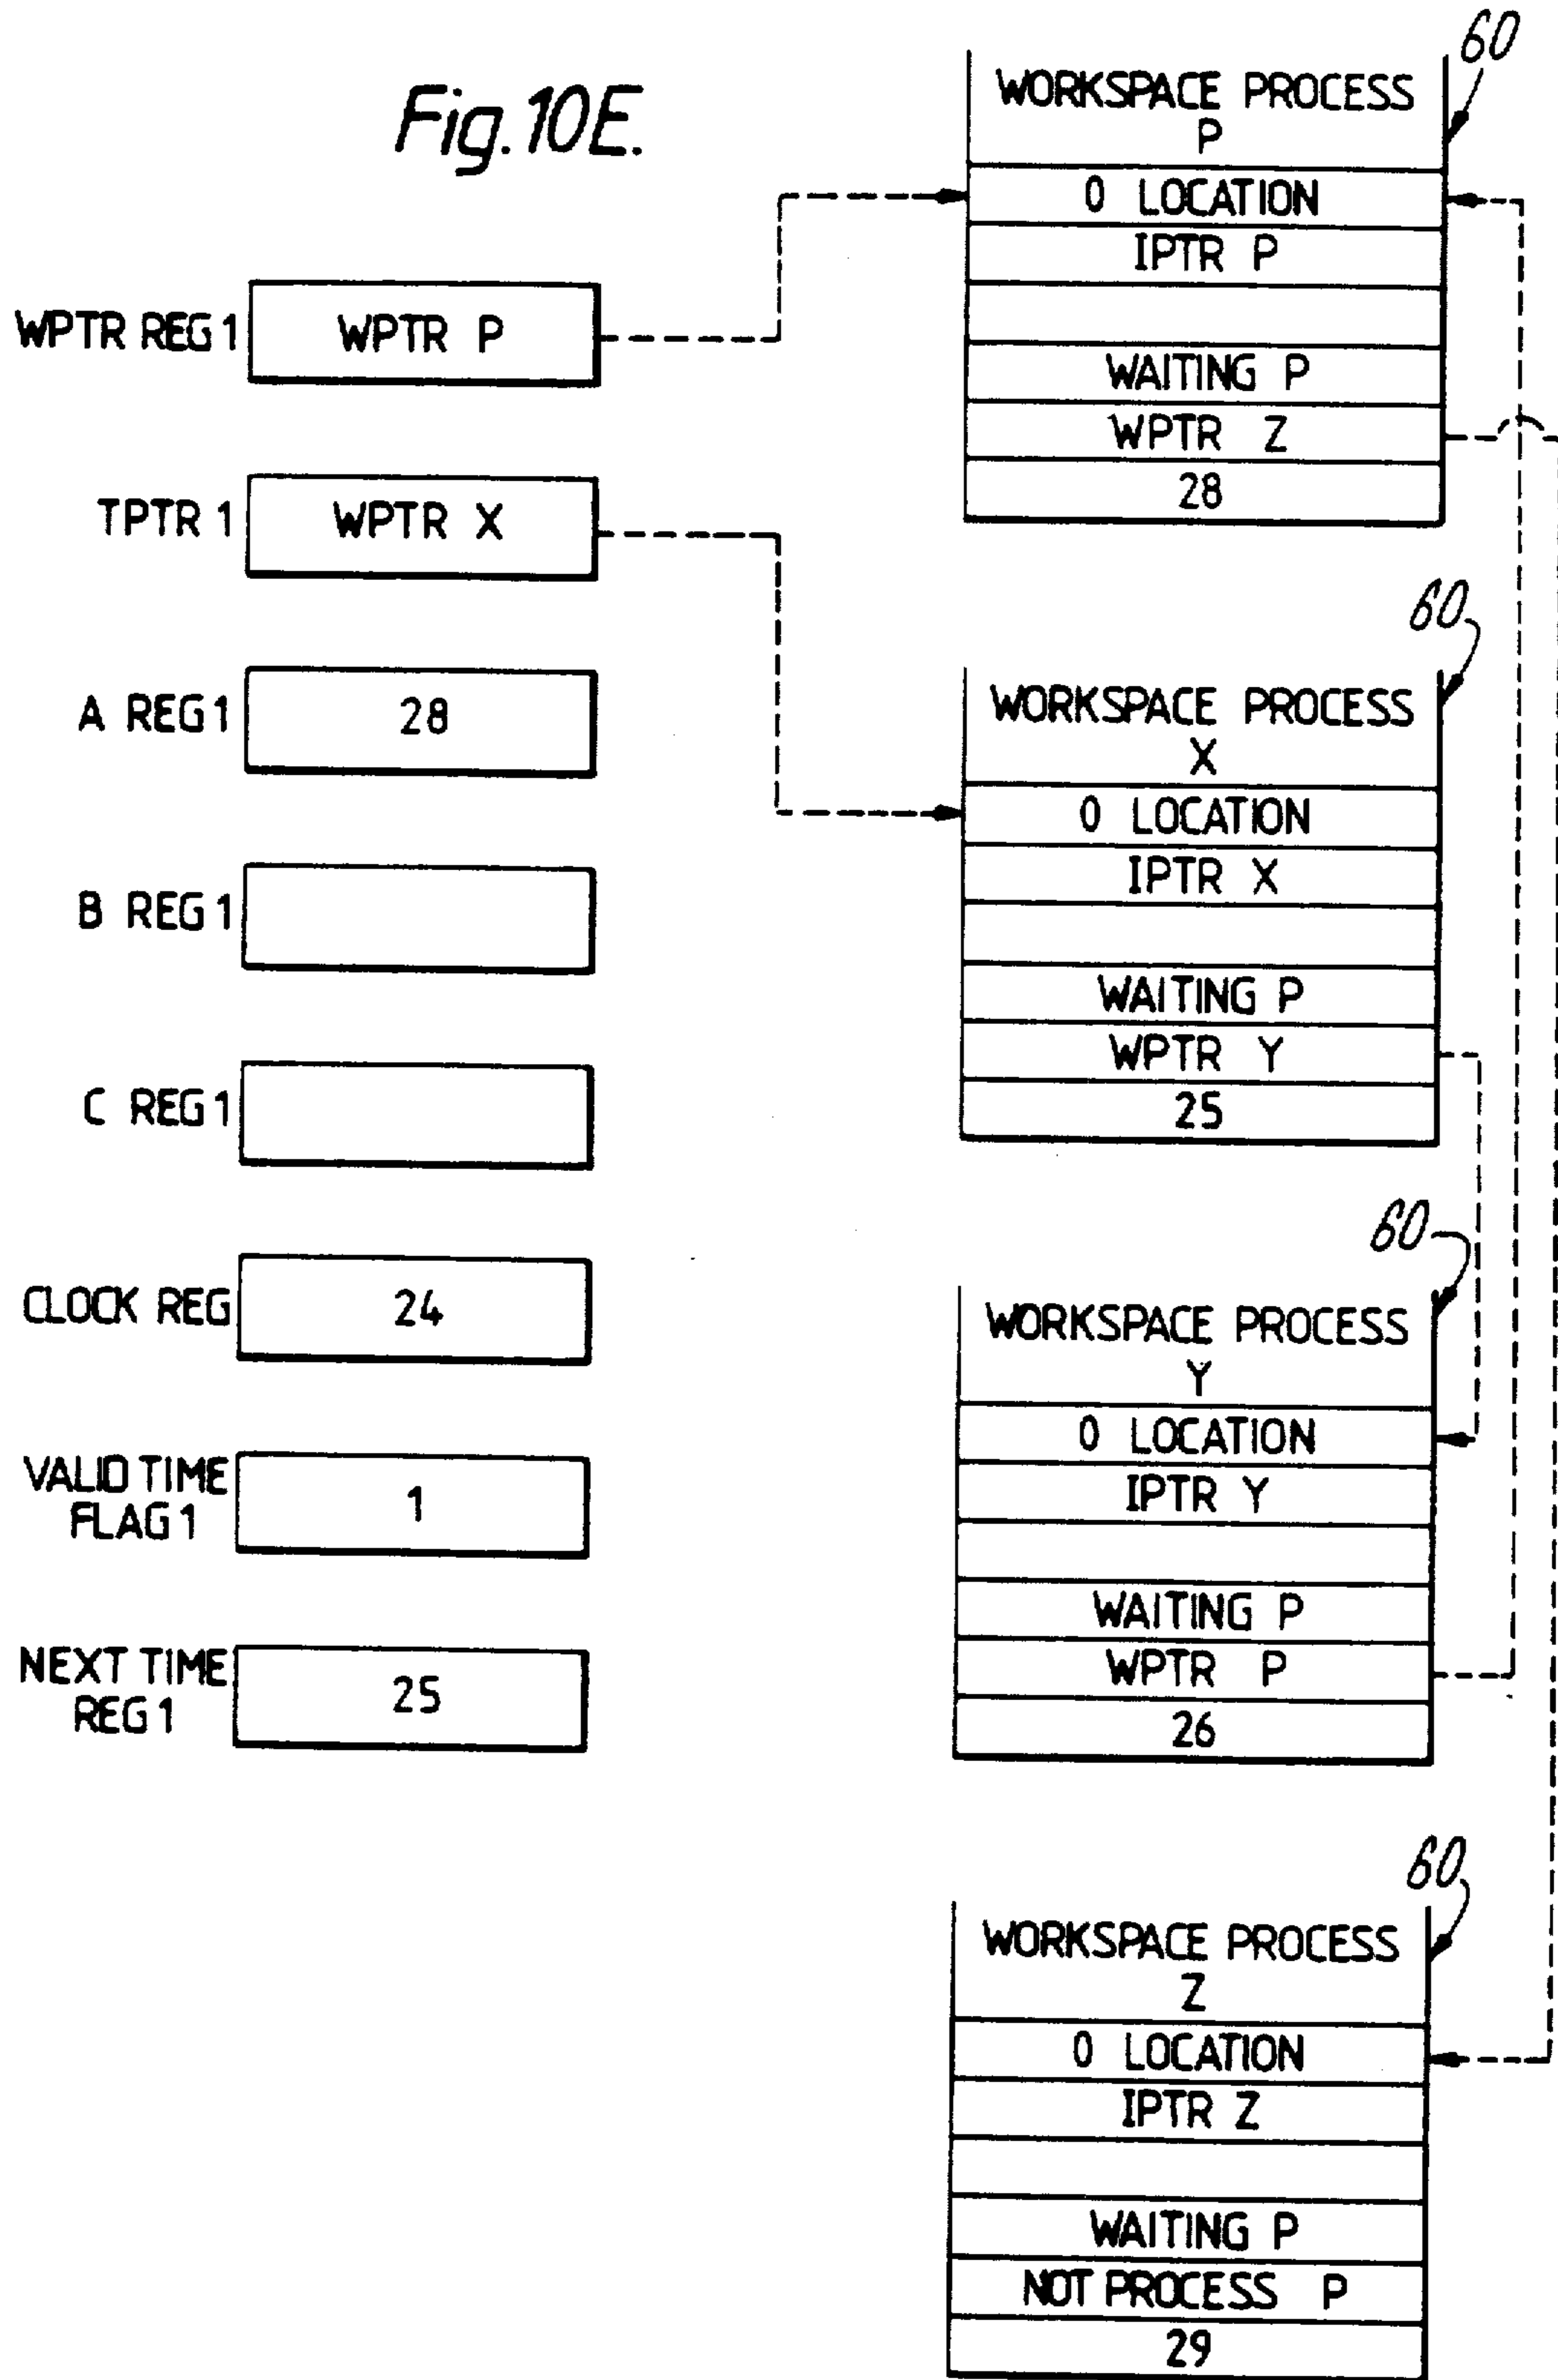 Fig. 10E.
WPTR REG 1
WPTR P
TPTR 1
WPTR X
A REG 1
28
B REG 1
C REG 1
CLOCK REG
24
VALID TIME
FLAG 1
1
NEXT TIME
REG 1
25
60
WORKSPACE PROCESS
P
0 LOCATION
IPTR P
WAITING P
WPTR Z
28
60
WORKSPACE PROCESS
X
0 LOCATION
IPTR X
WAITING P
WPTR Y
25
60
WORKSPACE PROCESS
Y
0 LOCATION
IPTR Y
WAITING P
WPTR P
26
60
WORKSPACE PROCESS
Z
0 LOCATION
IPTR Z
WAITING P
NOT PROCESS P
29